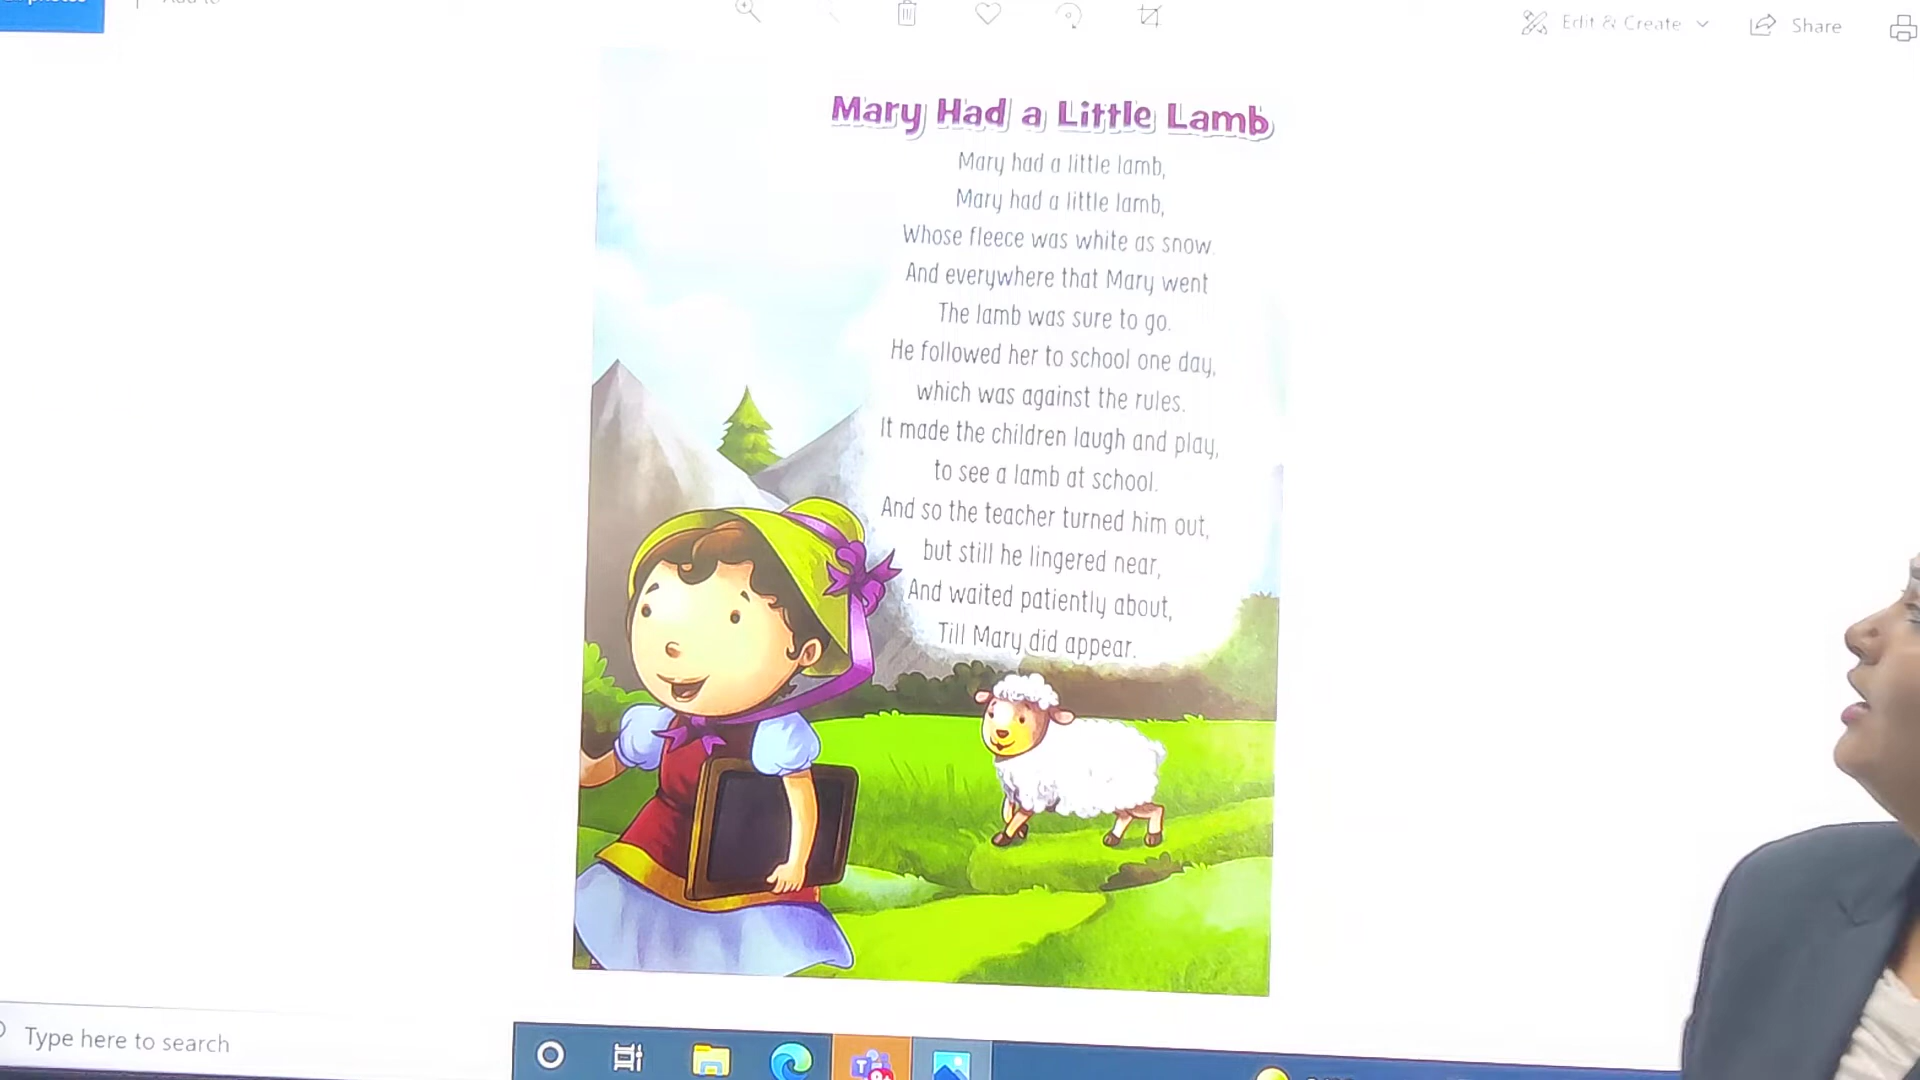 Edit & Create
Share
Mary Had a Little Lamb
Mary had a little lamb,
Mary had a little lamb,
Whose fleece was white as snow.
And everywhere that Mary went
The lamb was sure to go.
He followed her to school one day,
which was against the rules.
It made the children laugh and play,
to see a lamb at school.
And so the teacher turned him out,
but still he lingered near,
And waited patiently about,
Till Mary did appear.
Type here to search